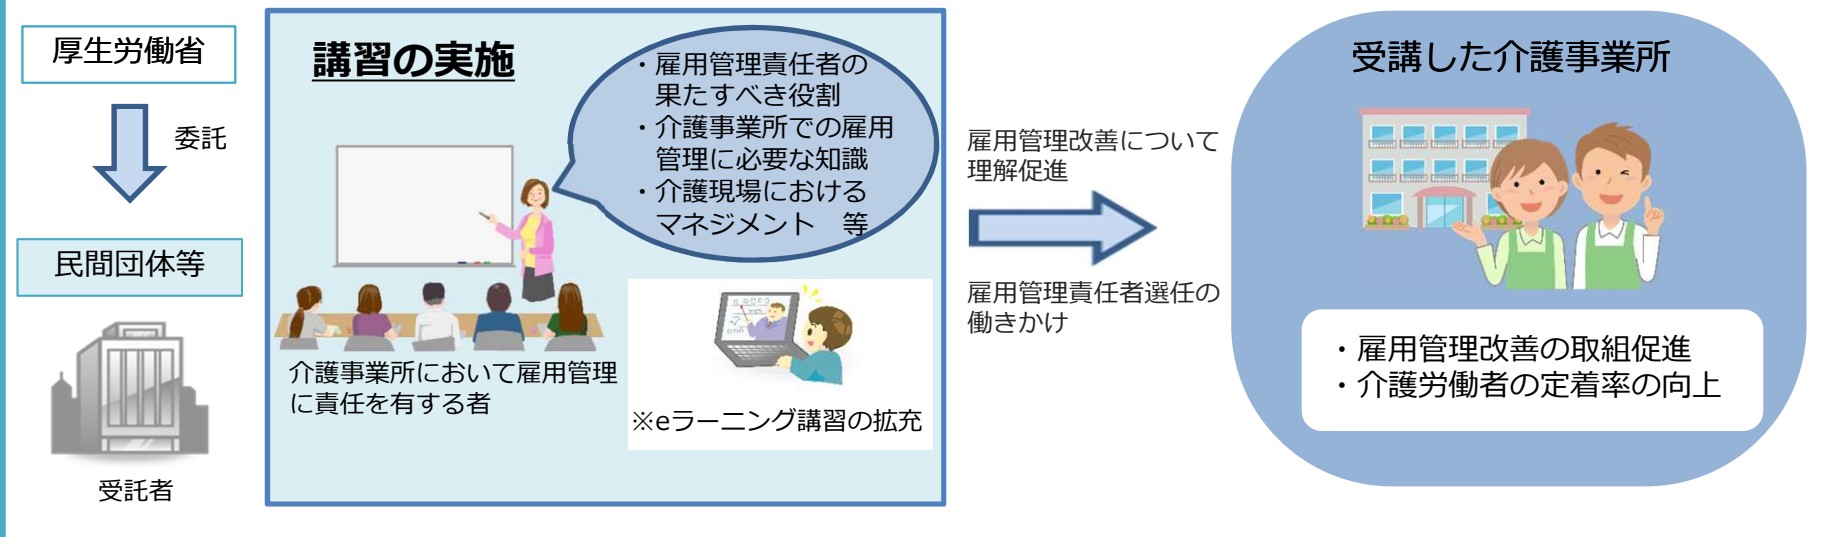 厚生労働省
委託
民間団体等
受託者
講習の実施
・雇用管理責任者の
果たすべき役割
・介護事業所での雇用
管理に必要な知識
・介護現場における
マネジメント　等
介護事業所において雇用管理
に責任を有する者
※eラーニング講習の拡充
雇用管理改善について
理解促進
雇用管理責任者選任の
働きかけ
受講した介護事業所
・雇用管理改善の取組促進
・介護労働者の定着率の向上